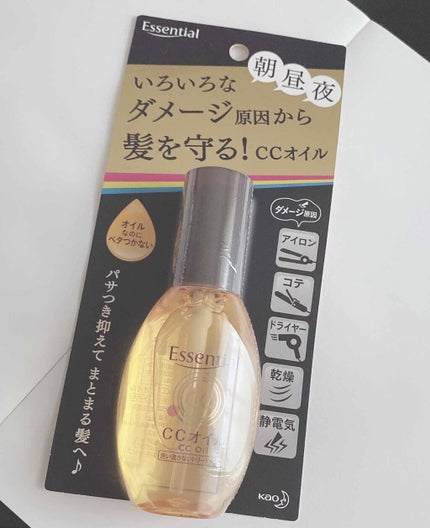 Essential
朝昼夜
いろいろな
ダメージ原因から
髪を守る! CCオイル
オイル
なのに
ベタつかない
ダメージ原因
アイロン
コテ
ドライヤー
乾燥
静電気
パサつき抑えて まとまる髪へ♪
Essential
CC
CCオイル
CC OIL
Kao